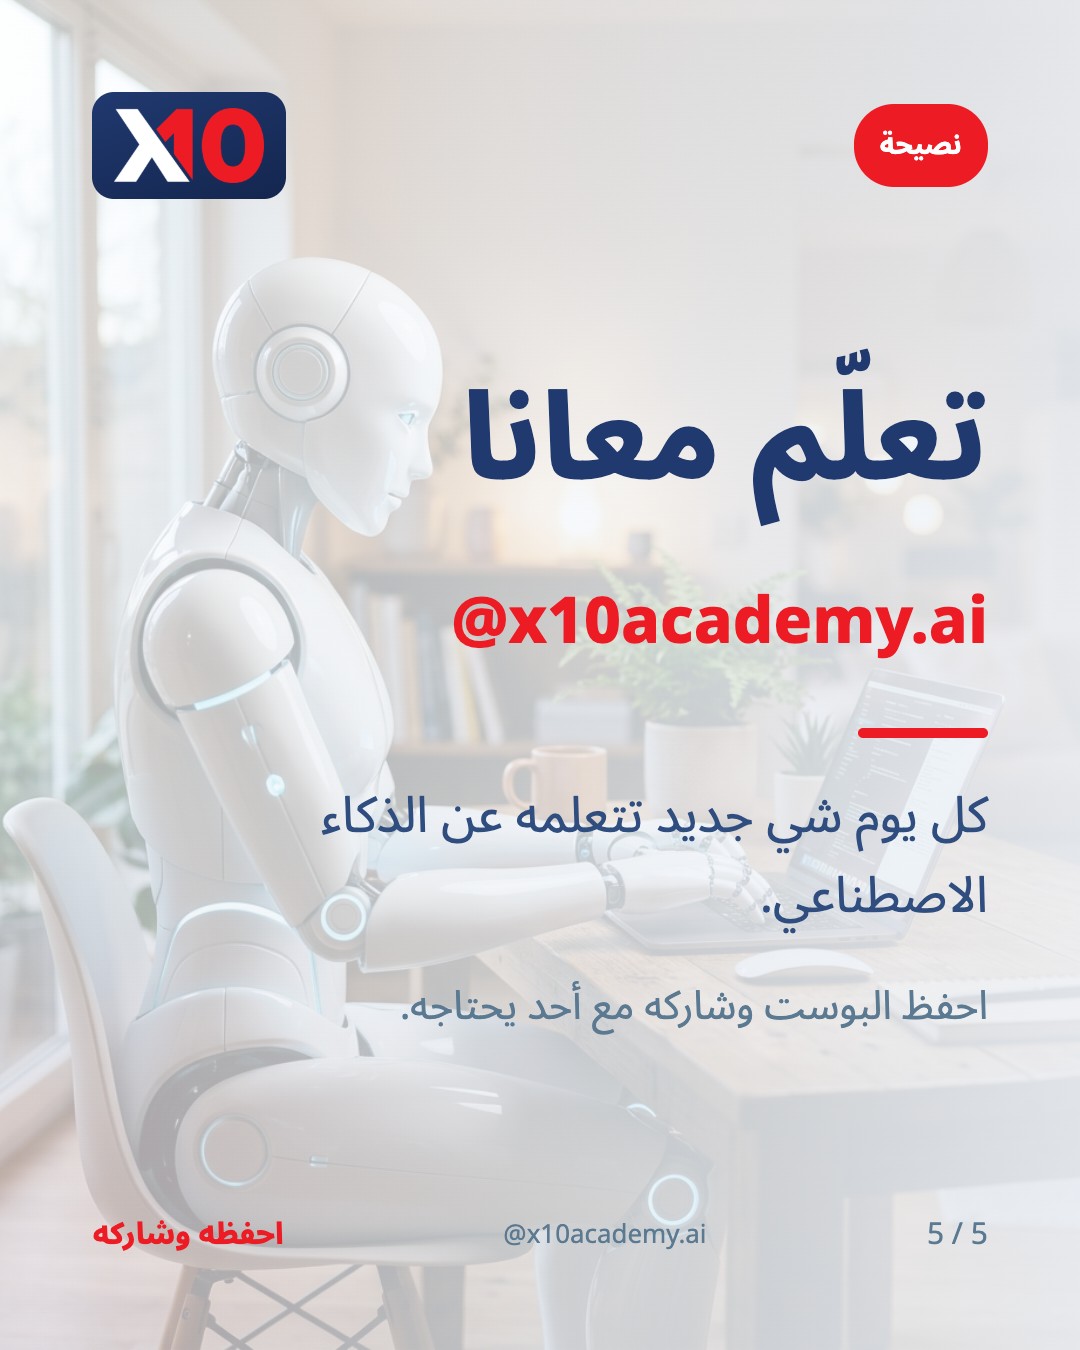 X10
نصيحة
تعلّم معانا
@x10academy.ai
كل يوم شي جديد تتعلمه عن الذكاء
الاصطناعي.
احفظ البوست وشاركه مع أحد يحتاجه.
5 / 5
@x10academy.ai
احفظه وشاركه